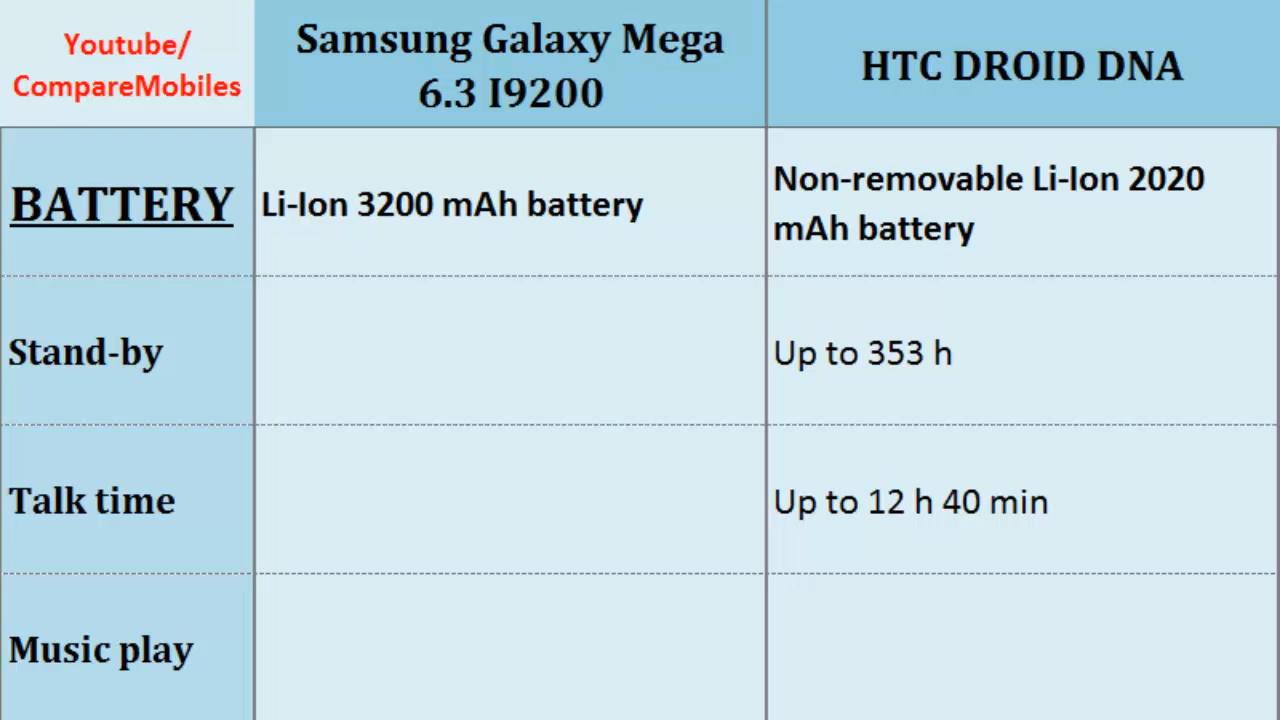 Youtube/
CompareMobiles
Samsung Galaxy Mega
6.3 I9200
HTC DROID DNA
BATTERY
Li-Ion 3200 mAh battery
Non-removable Li-Ion 2020
mAh battery
Stand-by
Up to 353 h
Talk time
Up to 12 h 40 min
Music play